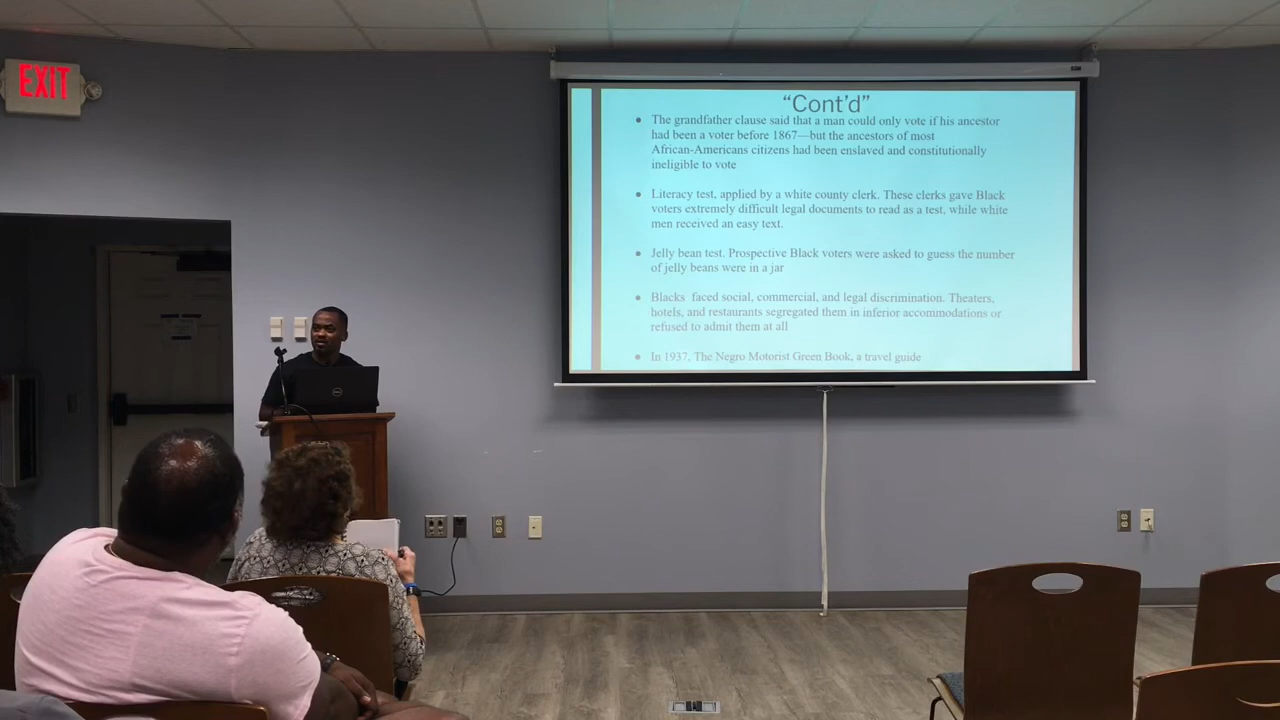 EXIT
“Cont’d”
• The grandfather clause said that a man could only vote if his ancestor
had been a voter before 1867—but the ancestors of most
African-Americans citizens had been enslaved and constitutionally
ineligible to vote
• Literacy test, applied by a white county clerk. These clerks gave Black
voters extremely difficult legal documents to read as a test, while white
men received an easy text.
• Jelly bean test. Prospective Black voters were asked to guess the number
of jelly beans were in a jar
• Blacks  faced social, commercial, and legal discrimination. Theaters,
hotels, and restaurants segregated them in inferior accommodations or
refused to admit them at all
• In 1937, The Negro Motorist Green Book, a travel guide
DELL